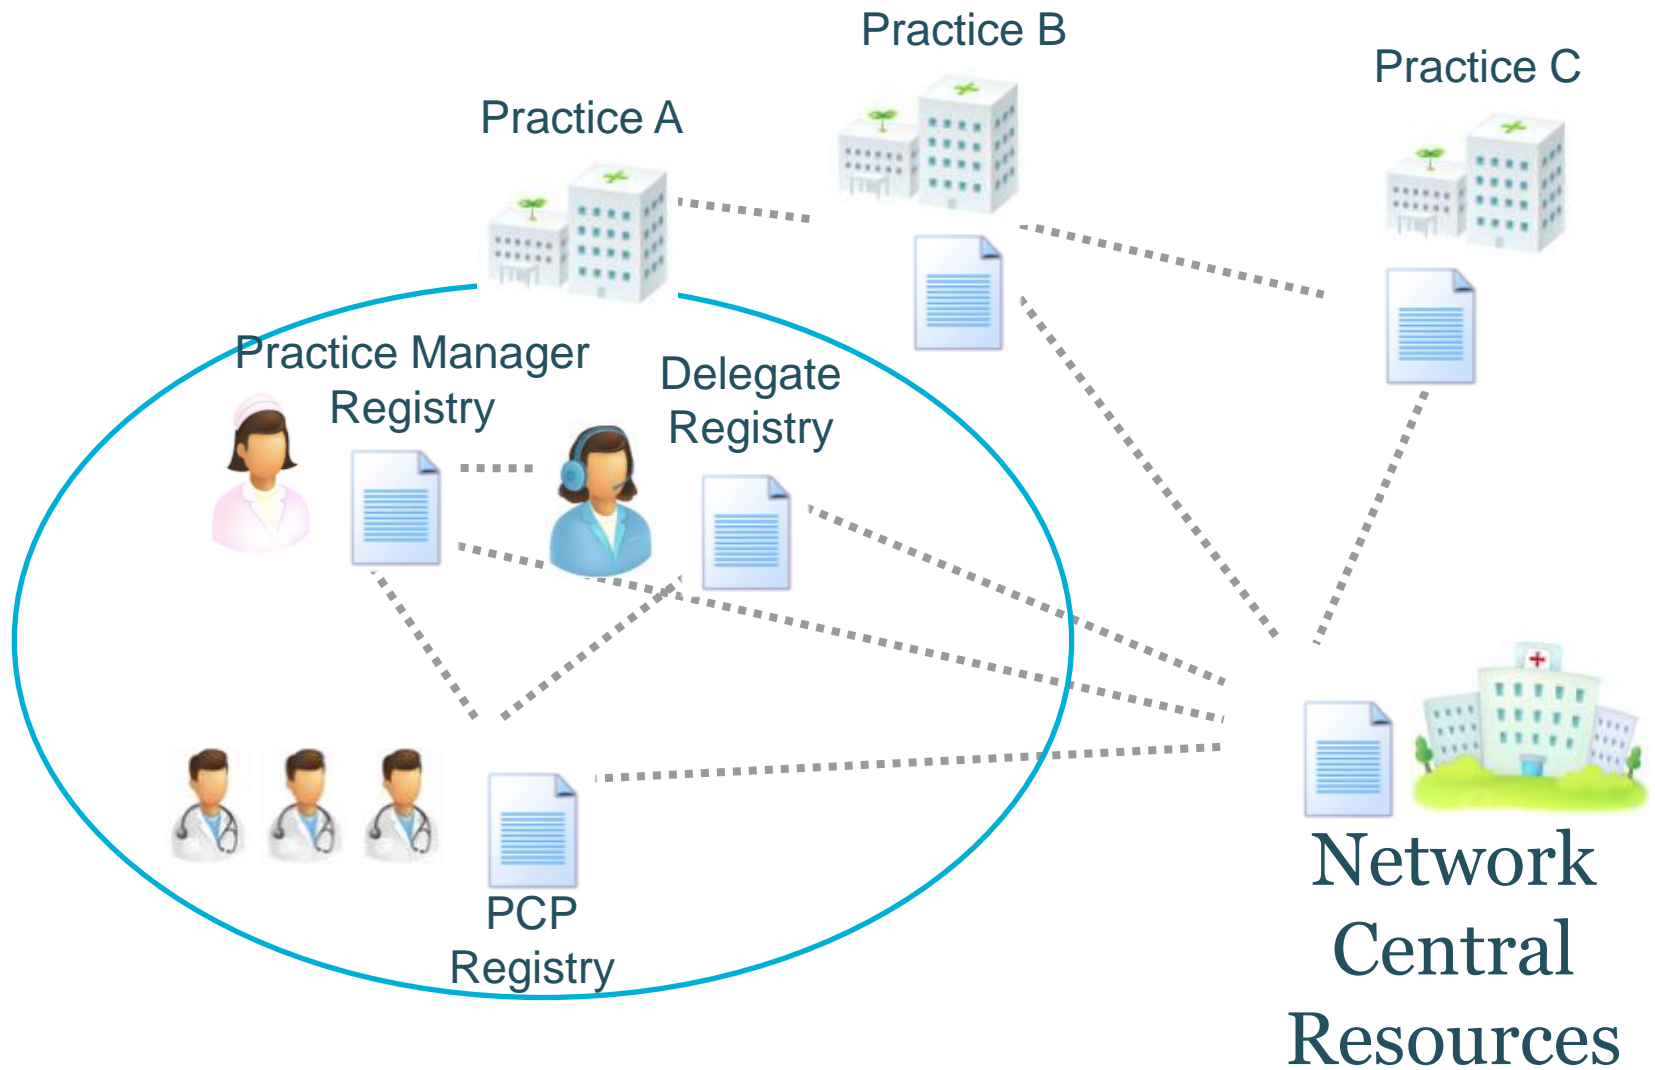 Practice B
Practice C
Practice A
Practice Manager
Registry
Delegate
Registry
PCP
Registry
Network
Central
Resources